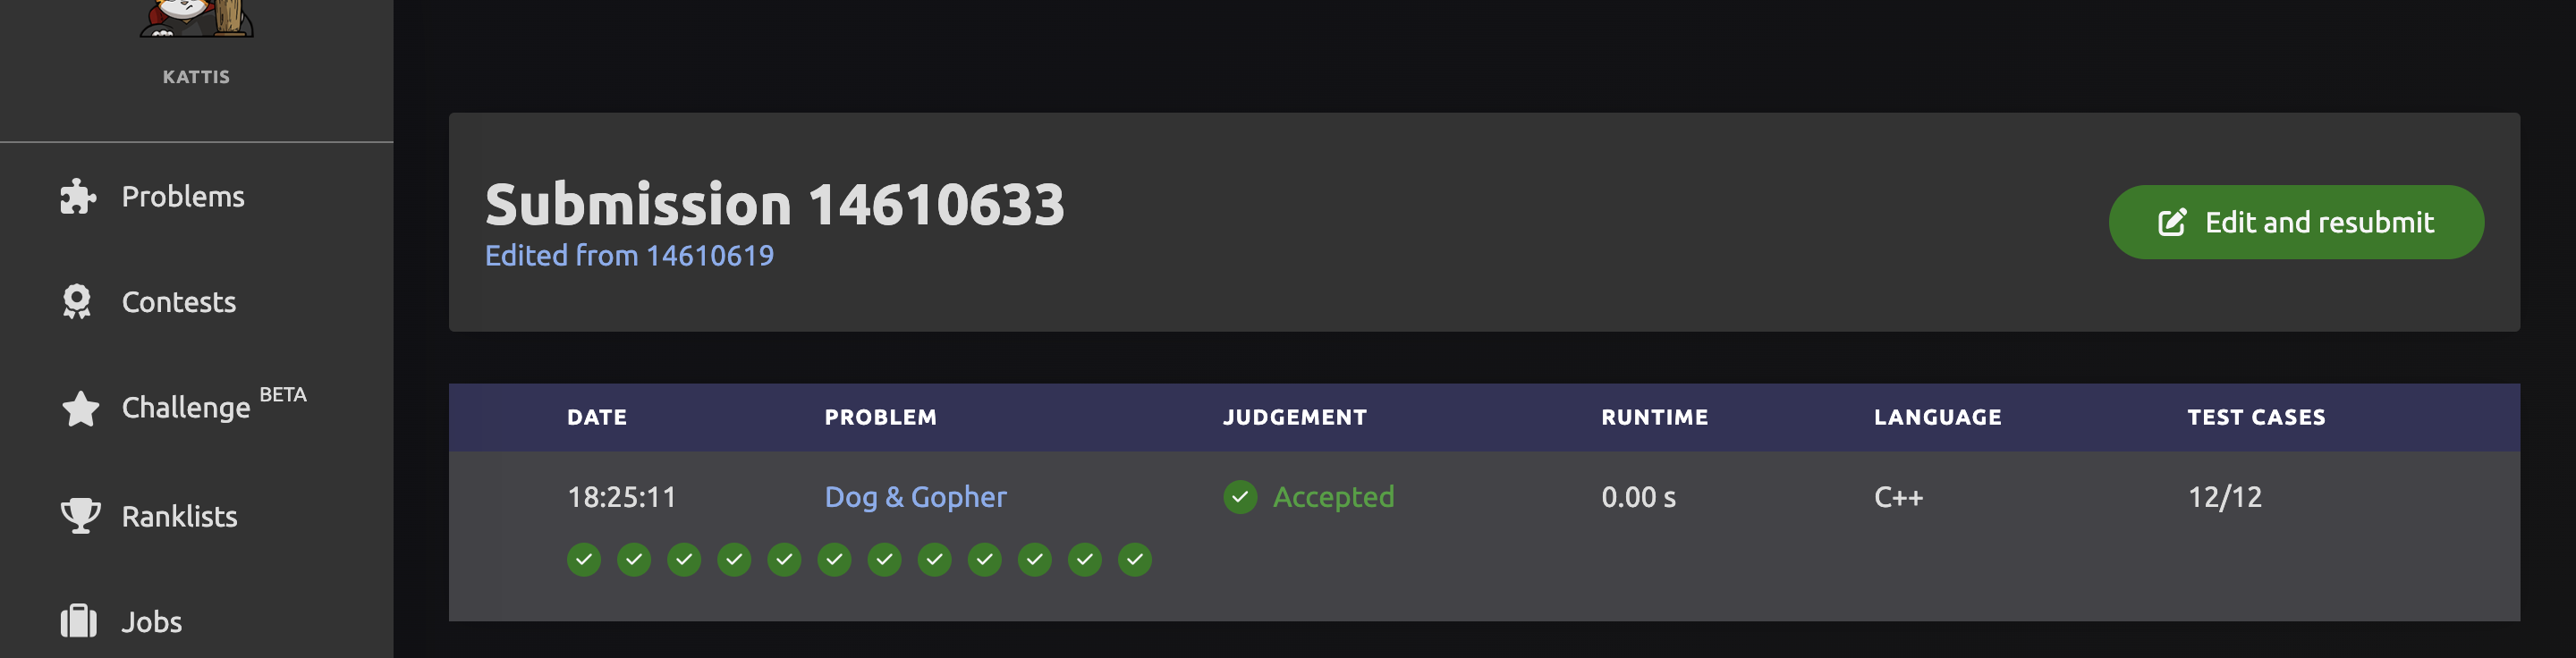 KATTIS
Problems
Contests
Challenge BETA
Ranklists
Jobs
Submission 14610633
Edited from 14610619
Edit and resubmit
DATE PROBLEM JUDGEMENT RUNTIME LANGUAGE TEST CASES
18:25:11 Dog & Gopher Accepted 0.00 s C++ 12/12